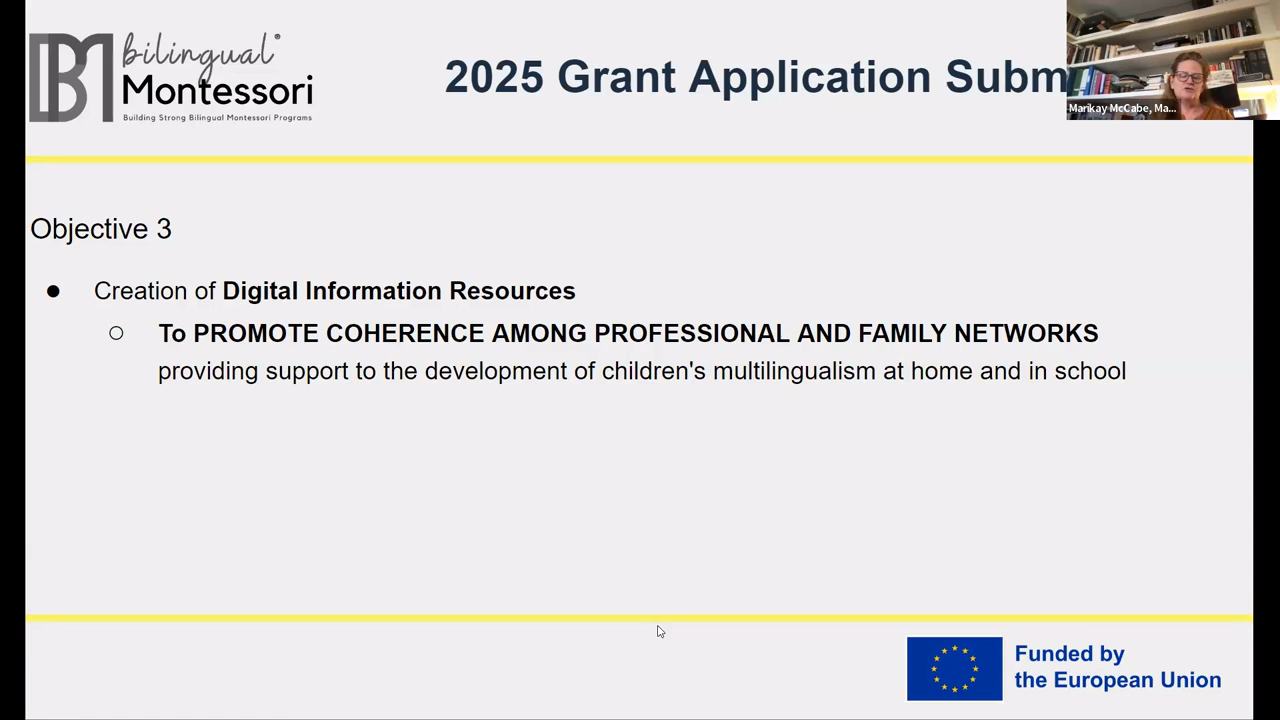 bilingual®
Montessori
Building Strong Bilingual Montessori Programs
2025 Grant Application Subm
Marikay McCabe, Ma...
Objective 3
● Creation of Digital Information Resources
○ To PROMOTE COHERENCE AMONG PROFESSIONAL AND FAMILY NETWORKS
providing support to the development of children's multilingualism at home and in school
Funded by
the European Union